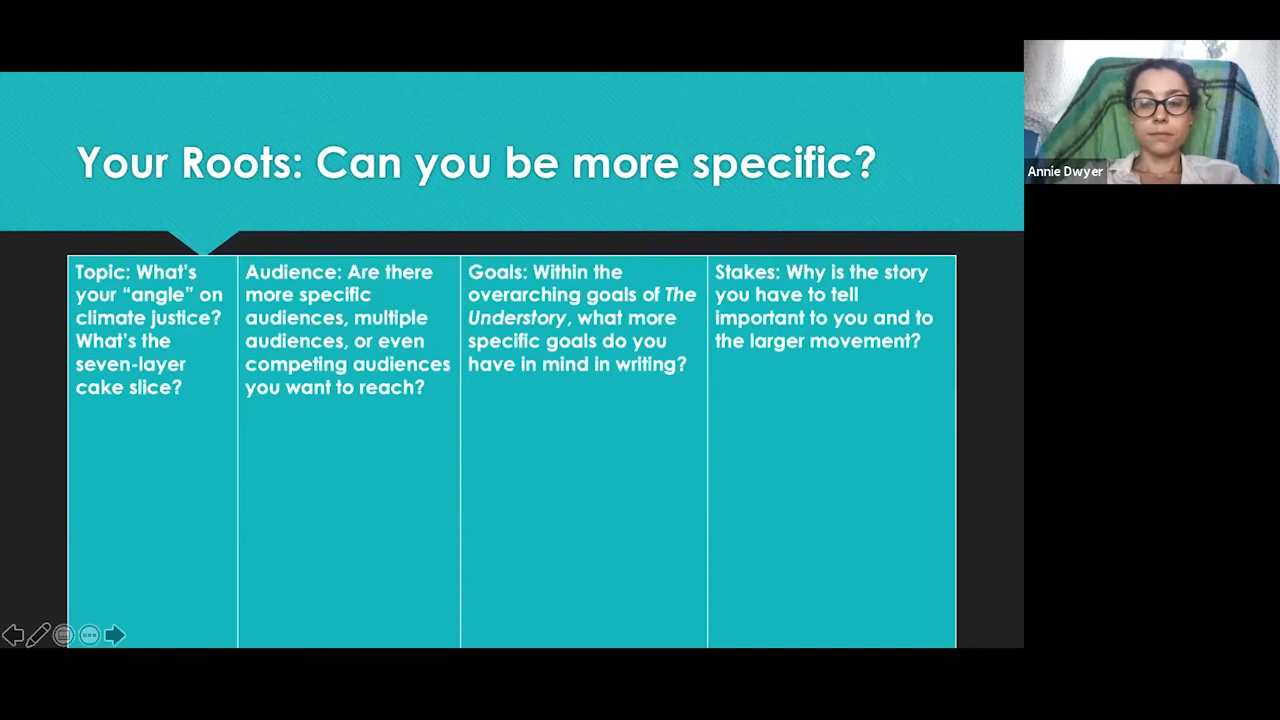 Your Roots: Can you be more specific?
Annie Dwyer
Topic: What's
your “angle” on
climate justice?
What's the
seven-layer
cake slice?
Audience: Are there
more specific
audiences, multiple
audiences, or even
competing audiences
you want to reach?
Goals: Within the
overarching goals of The
Understory, what more
specific goals do you
have in mind in writing?
Stakes: Why is the story
you have to tell
important to you and to
the larger movement?